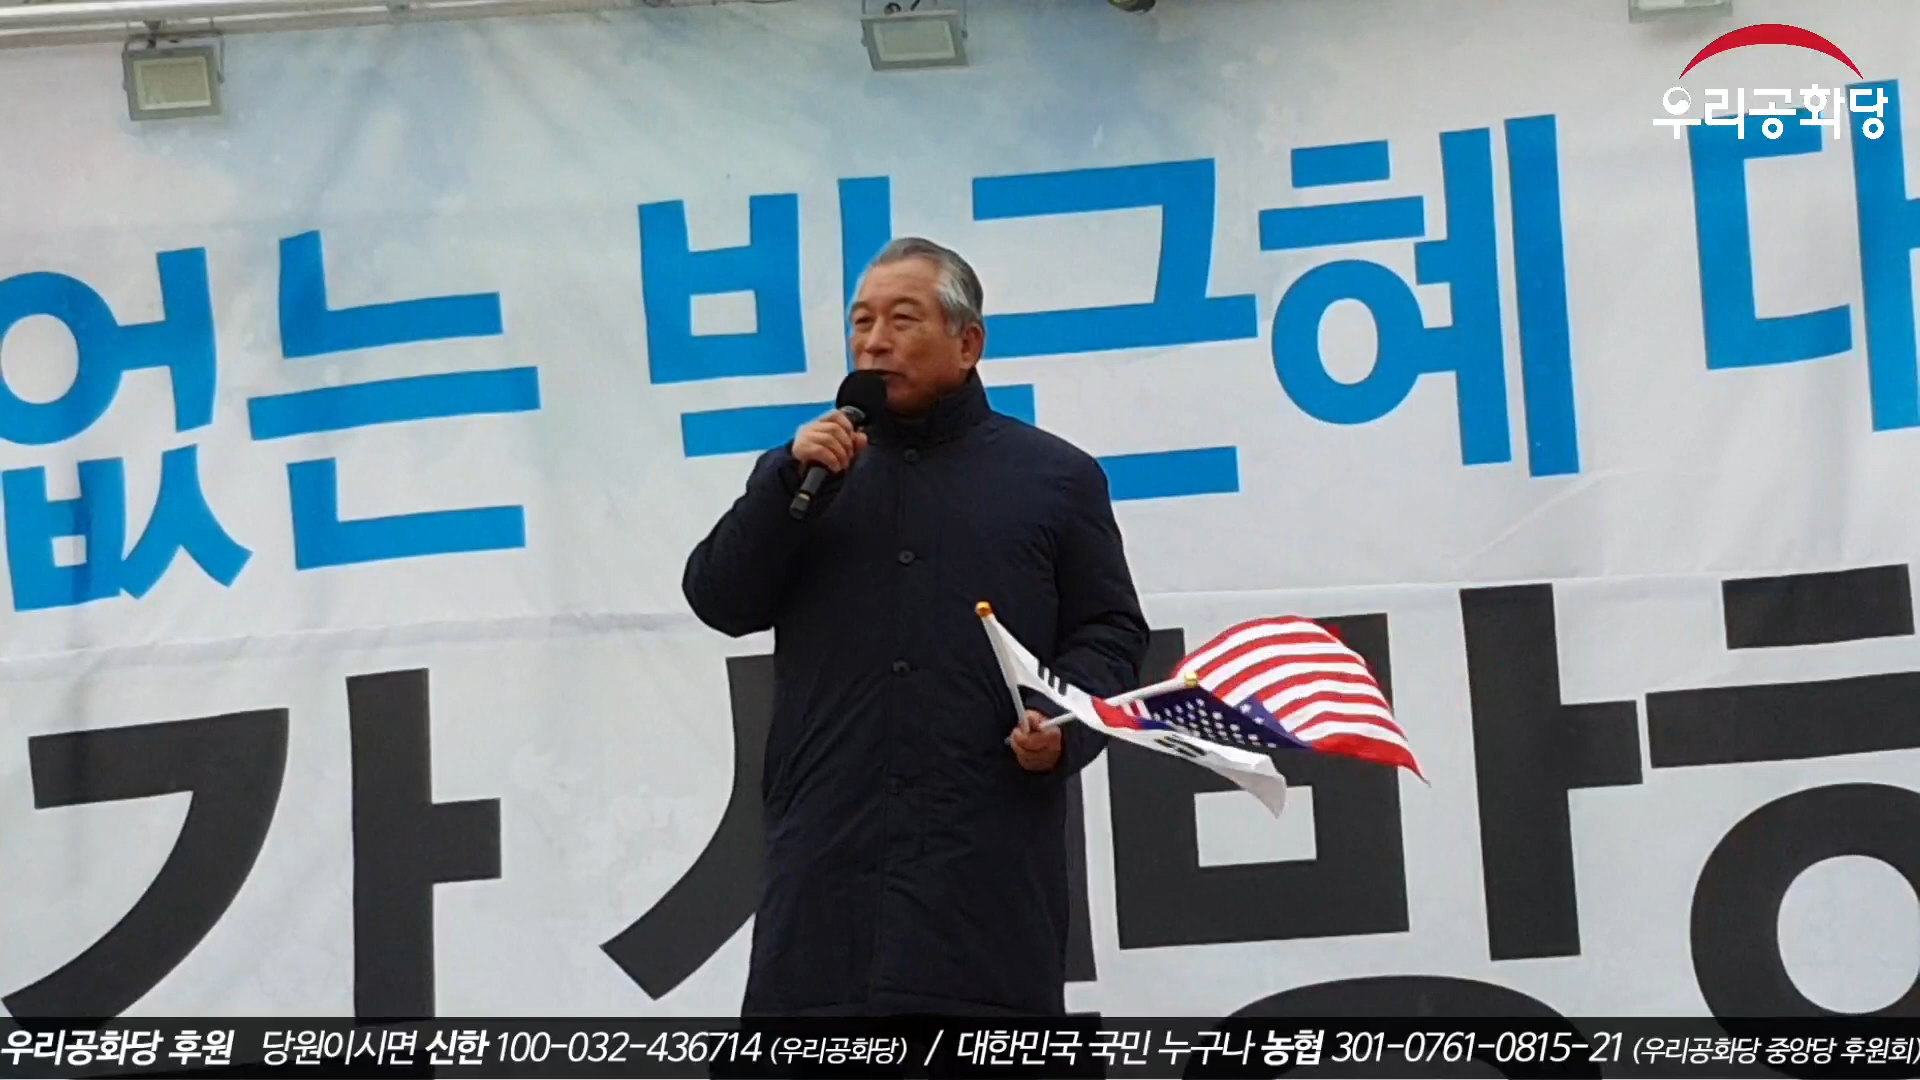 우리공화당
없는 박근혜 대
가 석방하
우리공화당 후원 당원이시면 신한 100-032-436714 (우리공화당) / 대한민국 국민 누구나 농협 301-0761-0815-21 (우리공화당 중앙당 후원회)